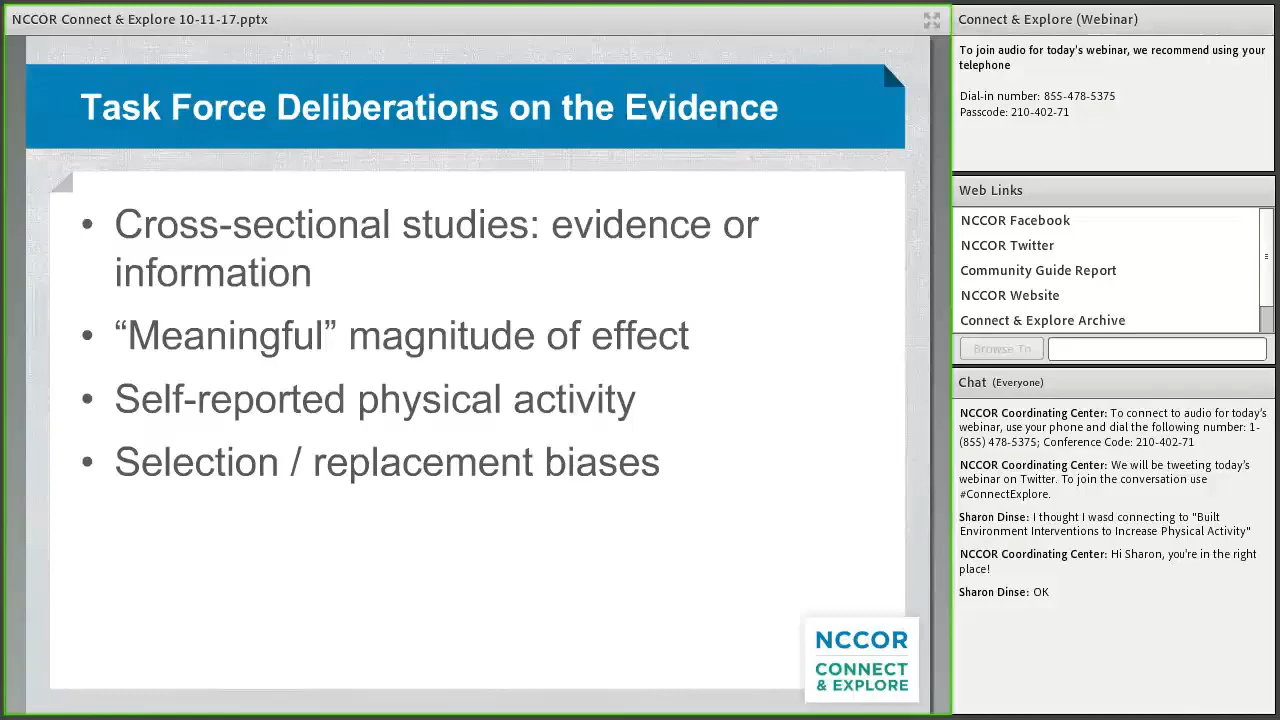 NCCOR Connect & Explore 10-11-17.pptx
Task Force Deliberations on the Evidence
• Cross-sectional studies: evidence or
information
• “Meaningful” magnitude of effect
• Self-reported physical activity
• Selection / replacement biases
NCCOR
CONNECT
& EXPLORE
Connect & Explore (Webinar)
To join audio for today's webinar, we recommend using your
telephone
Dial-in number: 855-478-5375
Passcode: 210-402-71
Web Links
NCCOR Facebook
NCCOR Twitter
Community Guide Report
NCCOR Website
Connect & Explore Archive
Browse To
Chat (Everyone)
NCCOR Coordinating Center: To connect to audio for today's
webinar, use your phone and dial the following number: 1-
(855) 478-5375; Conference Code: 210-402-71
NCCOR Coordinating Center: We will be tweeting today's
webinar on Twitter. To join the conversation use
#ConnectExplore.
Sharon Dinse: I thought I wasd connecting to "Built
Environment Interventions to Increase Physical Activity"
NCCOR Coordinating Center: Hi Sharon, you're in the right
place!
Sharon Dinse: OK